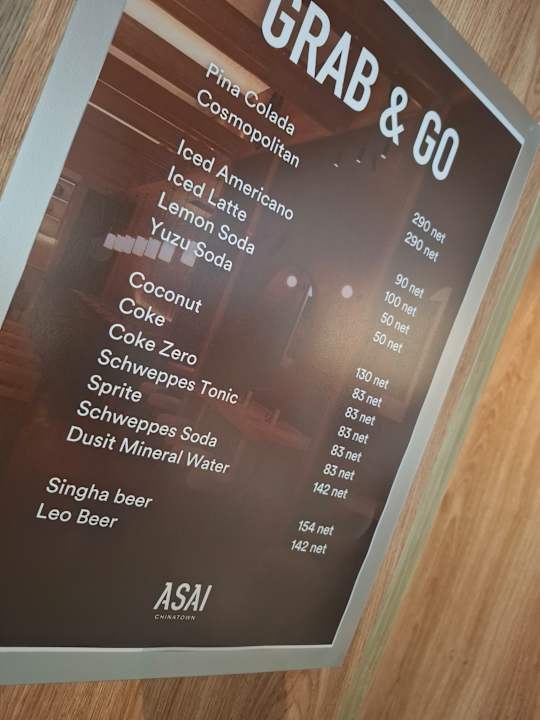 GRAB & GO
Pina Colada 290 net
Cosmopolitan 290 net
Iced Americano 90 net
Iced Latte 100 net
Lemon Soda 50 net
Yuzu Soda 50 net
Coconut 130 net
Coke 83 net
Coke Zero 83 net
Schweppes Tonic 83 net
Sprite 83 net
Schweppes Soda 83 net
Dusit Mineral Water 142 net
Singha beer 154 net
Leo Beer 142 net
ASAI
CHINATOWN